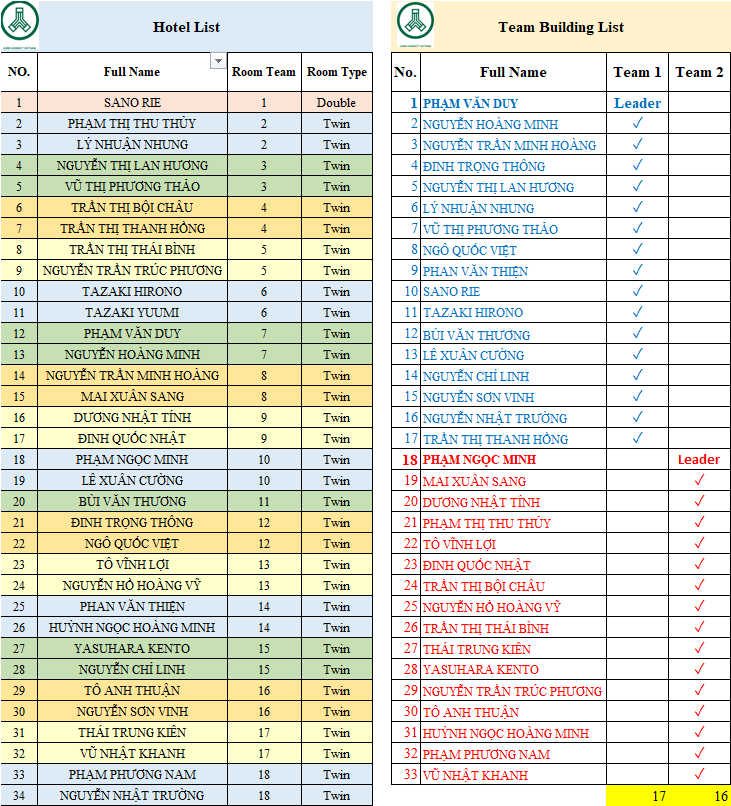 Hotel List
NO. Full Name Room Team Room Type
1 SANO RIE 1 Double
2 PHẠM THỊ THU THỦY 2 Twin
3 LÝ NHUẬN NHUNG 2 Twin
4 NGUYỄN THỊ LAN HƯƠNG 3 Twin
5 VŨ THỊ PHƯƠNG THẢO 3 Twin
6 TRẦN THỊ BỘI CHÂU 4 Twin
7 TRẦN THỊ THANH HỒNG 4 Twin
8 TRẦN THỊ THÁI BÌNH 5 Twin
9 NGUYỄN TRẦN TRÚC PHƯƠNG 5 Twin
10 TAZAKI HIRONO 6 Twin
11 TAZAKI YUUMI 6 Twin
12 PHẠM VĂN DUY 7 Twin
13 NGUYỄN HOÀNG MINH 7 Twin
14 NGUYỄN TRẦN MINH HOÀNG 8 Twin
15 MAI XUÂN SANG 8 Twin
16 DƯƠNG NHẬT TÍNH 9 Twin
17 ĐINH QUỐC NHẬT 9 Twin
18 PHẠM NGỌC MINH 10 Twin
19 LÊ XUÂN CƯỜNG 10 Twin
20 BÙI VĂN THƯƠNG 11 Twin
21 ĐINH TRỌNG THÔNG 12 Twin
22 NGÔ QUỐC VIỆT 12 Twin
23 TÔ VĨNH LỢI 13 Twin
24 NGUYỄN HỒ HOÀNG VỸ 13 Twin
25 PHAN VĂN THIỆN 14 Twin
26 HUỲNH NGỌC HOÀNG MINH 14 Twin
27 YASUHARA KENTO 15 Twin
28 NGUYỄN CHÍ LINH 15 Twin
29 TÔ ANH THUẬN 16 Twin
30 NGUYỄN SƠN VINH 16 Twin
31 THÁI TRUNG KIÊN 17 Twin
32 VŨ NHẬT KHANH 17 Twin
33 PHẠM PHƯƠNG NAM 18 Twin
34 NGUYỄN NHẬT TRƯỜNG 18 Twin
Team Building List
No. Full Name Team 1 Team 2
1 PHẠM VĂN DUY Leader
2 NGUYỄN HOÀNG MINH ✓
3 NGUYỄN TRẦN MINH HOÀNG ✓
4 ĐINH TRỌNG THÔNG ✓
5 NGUYỄN THỊ LAN HƯƠNG ✓
6 LÝ NHUẬN NHUNG ✓
7 VŨ THỊ PHƯƠNG THẢO ✓
8 NGÔ QUỐC VIỆT ✓
9 PHAN VĂN THIỆN ✓
10 SANO RIE ✓
11 TAZAKI HIRONO ✓
12 BÙI VĂN THƯƠNG ✓
13 LÊ XUÂN CƯỜNG ✓
14 NGUYỄN CHÍ LINH ✓
15 NGUYỄN SƠN VINH ✓
16 NGUYỄN NHẬT TRƯỜNG ✓
17 TRẦN THỊ THANH HỒNG ✓
18 PHẠM NGỌC MINH Leader
19 MAI XUÂN SANG ✓
20 DƯƠNG NHẬT TÍNH ✓
21 PHẠM THỊ THU THỦY ✓
22 TÔ VĨNH LỢI ✓
23 ĐINH QUỐC NHẬT ✓
24 TRẦN THỊ BỘI CHÂU ✓
25 NGUYỄN HỒ HOÀNG VỸ ✓
26 TRẦN THỊ THÁI BÌNH ✓
27 THÁI TRUNG KIÊN ✓
28 YASUHARA KENTO ✓
29 NGUYỄN TRẦN TRÚC PHƯƠNG ✓
30 TÔ ANH THUẬN ✓
31 HUỲNH NGỌC HOÀNG MINH ✓
32 PHẠM PHƯƠNG NAM ✓
33 VŨ NHẬT KHANH ✓
17 16